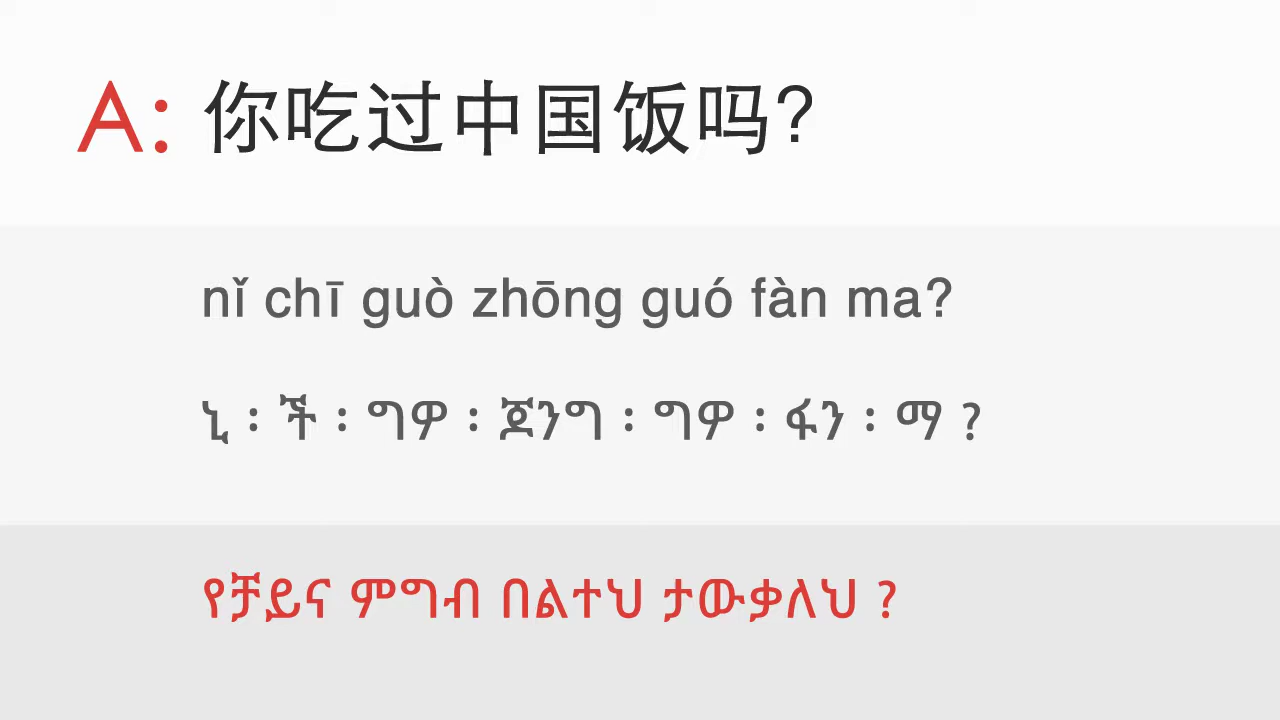 A: 你吃过中国饭吗?
nǐ chī guò zhōng guó fàn ma?
ኒ ፡ ች ፡ ግዎ ፡ ጆንግ ፡ ግዎ ፡ ፋን ፡ ማ ?
የቻይና ምግብ በልተህ ታውቃለህ ?